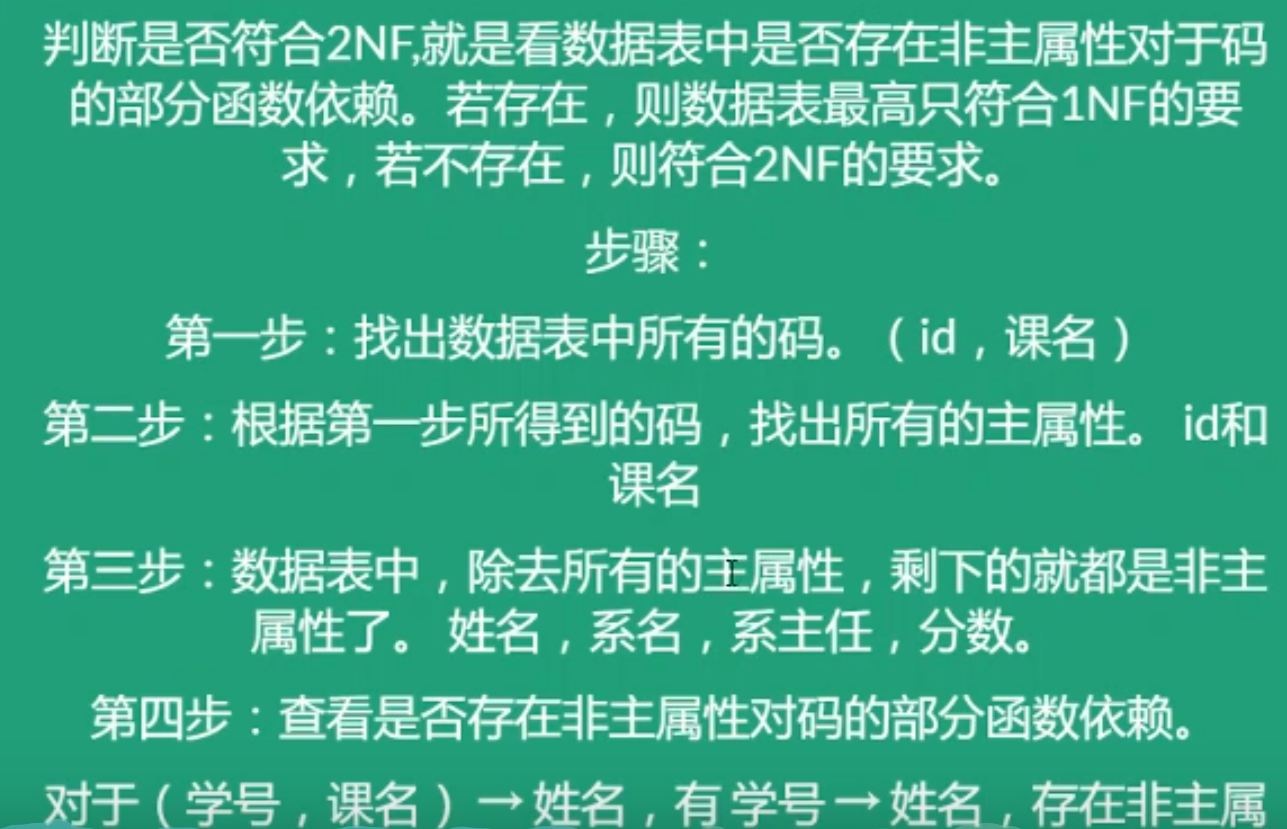 判断是否符合2NF,就是看数据表中是否存在非主属性对于码
的部分函数依赖。若存在，则数据表最高只符合1NF的要
求，若不存在，则符合2NF的要求。
步骤：
第一步：找出数据表中所有的码。（id，课名）
第二步：根据第一步所得到的码，找出所有的主属性。 id和
课名
第三步：数据表中，除去所有的主属性，剩下的就都是非主
属性了。 姓名，系名，系主任，分数。
第四步：查看是否存在非主属性对码的部分函数依赖。
对于（学号，课名）→ 姓名，有 学号 → 姓名，存在非主属